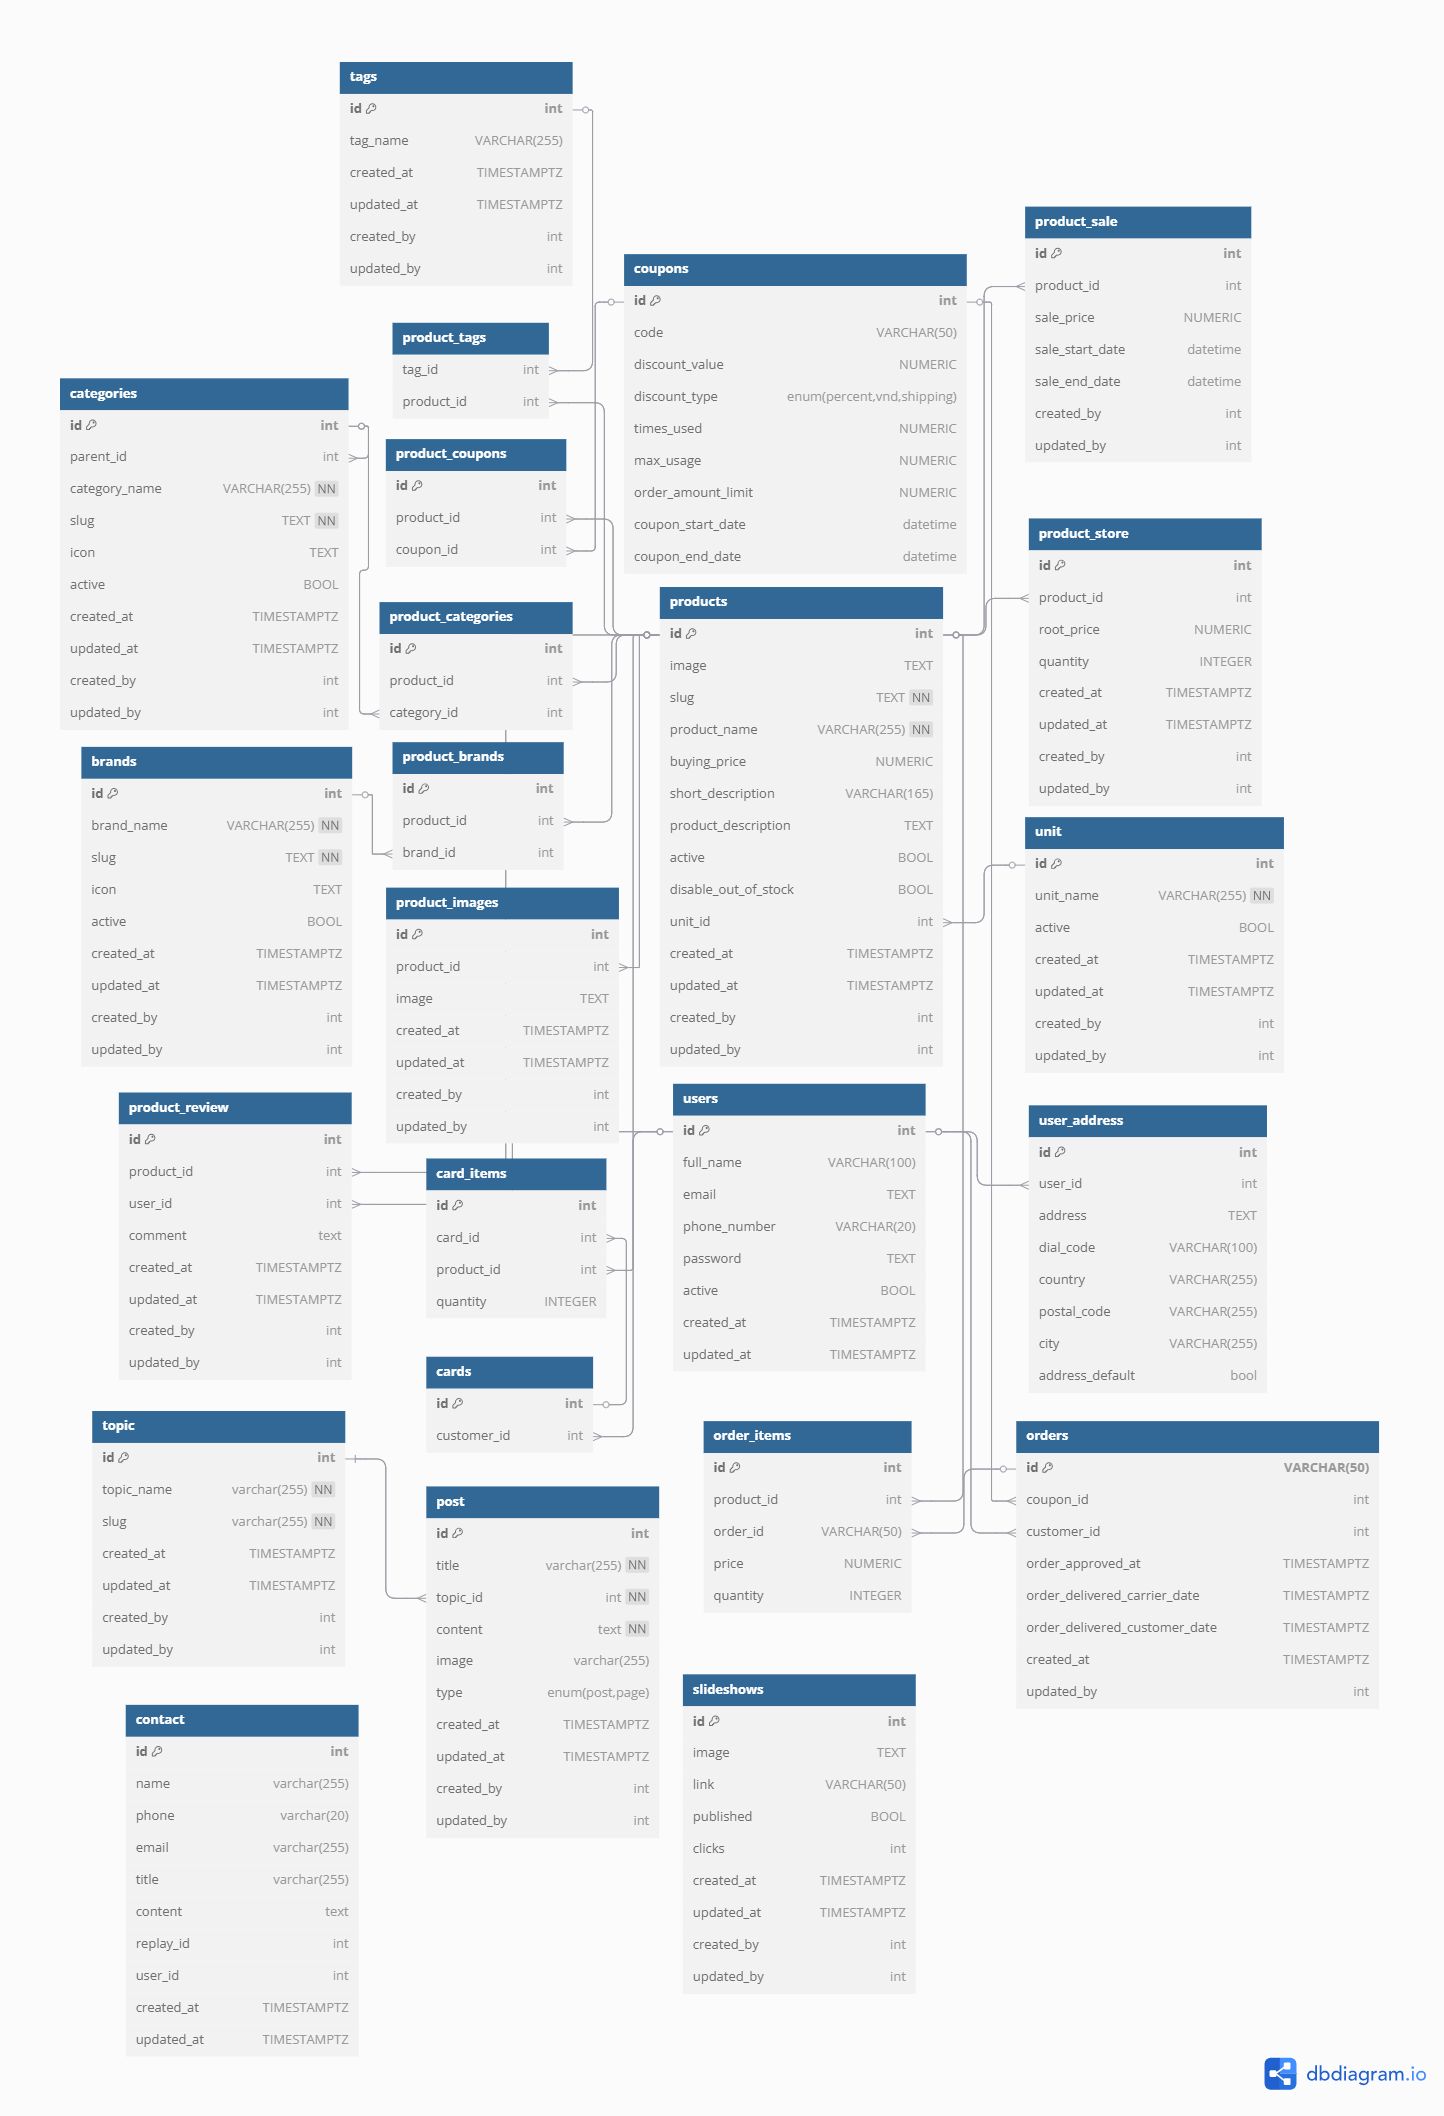 tags
id int
tag_name VARCHAR(255)
created_at TIMESTAMPTZ
updated_at TIMESTAMPTZ
created_by int
updated_by int
product_sale
id int
product_id int
sale_price NUMERIC
sale_start_date datetime
sale_end_date datetime
created_by int
updated_by int
coupons
id int
code VARCHAR(50)
discount_value NUMERIC
discount_type enum(percent,vnd,shipping)
times_used NUMERIC
max_usage NUMERIC
order_amount_limit NUMERIC
coupon_start_date datetime
coupon_end_date datetime
product_tags
tag_id int
product_id int
categories
id int
parent_id int
category_name VARCHAR(255) NN
slug TEXT NN
icon TEXT
active BOOL
created_at TIMESTAMPTZ
updated_at TIMESTAMPTZ
created_by int
updated_by int
product_coupons
id int
product_id int
coupon_id int
product_store
id int
product_id int
root_price NUMERIC
quantity INTEGER
created_at TIMESTAMPTZ
updated_at TIMESTAMPTZ
created_by int
updated_by int
products
id int
image TEXT
slug TEXT NN
product_name VARCHAR(255) NN
buying_price NUMERIC
short_description VARCHAR(165)
product_description TEXT
active BOOL
disable_out_of_stock BOOL
unit_id int
created_at TIMESTAMPTZ
updated_at TIMESTAMPTZ
created_by int
updated_by int
product_categories
id int
product_id int
category_id int
product_brands
id int
product_id int
brand_id int
brands
id int
brand_name VARCHAR(255) NN
slug TEXT NN
icon TEXT
active BOOL
created_at TIMESTAMPTZ
updated_at TIMESTAMPTZ
created_by int
updated_by int
unit
id int
unit_name VARCHAR(255) NN
active BOOL
created_at TIMESTAMPTZ
updated_at TIMESTAMPTZ
created_by int
updated_by int
product_images
id int
product_id int
image TEXT
created_at TIMESTAMPTZ
updated_at TIMESTAMPTZ
created_by int
updated_by int
users
id int
full_name VARCHAR(100)
email TEXT
phone_number VARCHAR(20)
password TEXT
active BOOL
created_at TIMESTAMPTZ
updated_at TIMESTAMPTZ
product_review
id int
product_id int
user_id int
comment text
created_at TIMESTAMPTZ
updated_at TIMESTAMPTZ
created_by int
updated_by int
user_address
id int
user_id int
address TEXT
dial_code VARCHAR(100)
country VARCHAR(255)
postal_code VARCHAR(255)
city VARCHAR(255)
address_default bool
card_items
id int
card_id int
product_id int
quantity INTEGER
cards
id int
customer_id int
topic
id int
topic_name varchar(255) NN
slug varchar(255) NN
created_at TIMESTAMPTZ
updated_at TIMESTAMPTZ
created_by int
updated_by int
order_items
id int
product_id int
order_id VARCHAR(50)
price NUMERIC
quantity INTEGER
orders
id VARCHAR(50)
coupon_id int
customer_id int
order_approved_at TIMESTAMPTZ
order_delivered_carrier_date TIMESTAMPTZ
order_delivered_customer_date TIMESTAMPTZ
created_at TIMESTAMPTZ
updated_by int
post
id int
title varchar(255) NN
topic_id int NN
content text NN
image varchar(255)
type enum(post,page)
created_at TIMESTAMPTZ
updated_at TIMESTAMPTZ
created_by int
updated_by int
slideshows
id int
image TEXT
link VARCHAR(50)
published BOOL
clicks int
created_at TIMESTAMPTZ
updated_at TIMESTAMPTZ
created_by int
updated_by int
contact
id int
name varchar(255)
phone varchar(20)
email varchar(255)
title varchar(255)
content text
replay_id int
user_id int
created_at TIMESTAMPTZ
updated_at TIMESTAMPTZ
dbdiagram.io